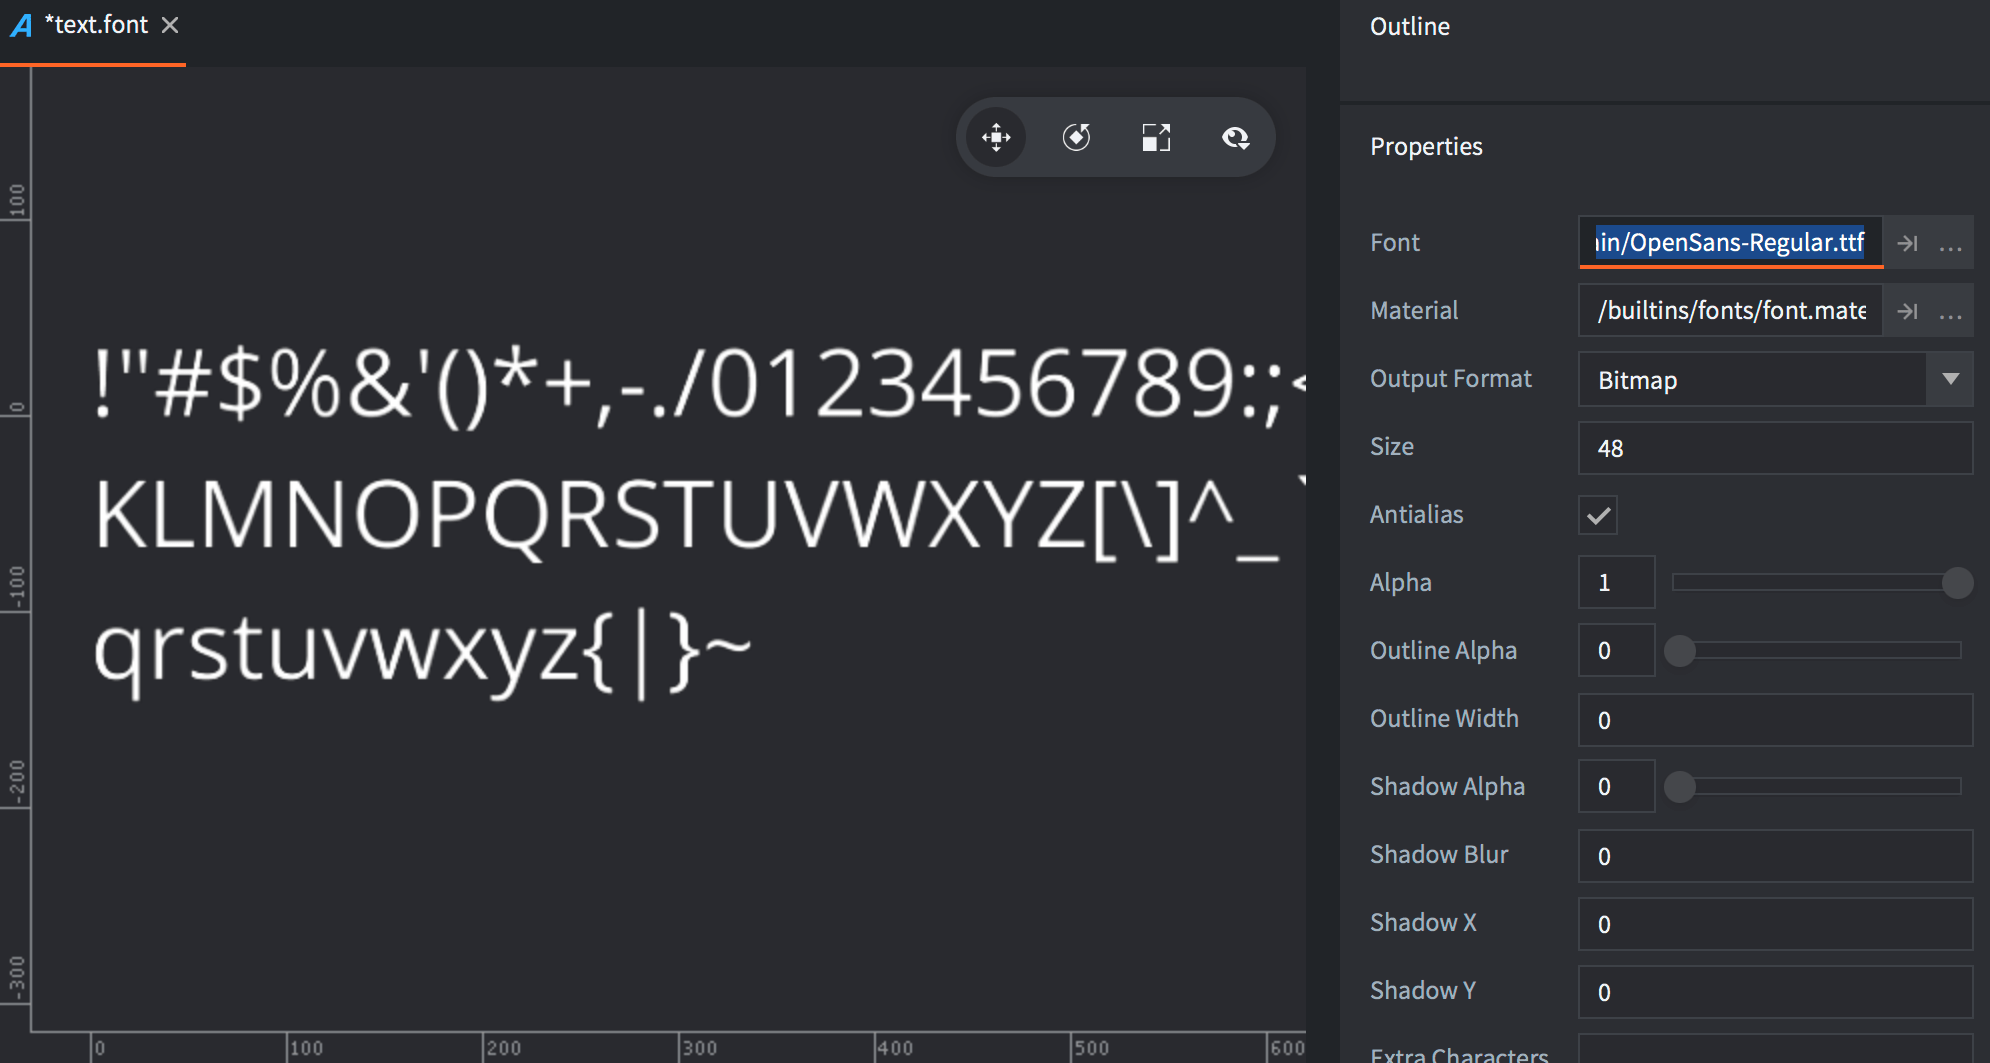 *text.font
Outline
Properties
Font
in/OpenSans-Regular.ttf
...
Material
/builtins/fonts/font.mate
...
Output Format
Bitmap
Size
48
Antialias
Alpha
1
Outline Alpha
0
Outline Width
0
Shadow Alpha
0
Shadow Blur
0
Shadow X
0
Shadow Y
0
Extra Characters
!"#$%&'()*+,-./0123456789:;<
KLMNOPQRSTUVWXYZ[\]^_`
qrstuvwxyz{|}~
100
0
-100
-200
-300
0
100
200
300
400
500
600